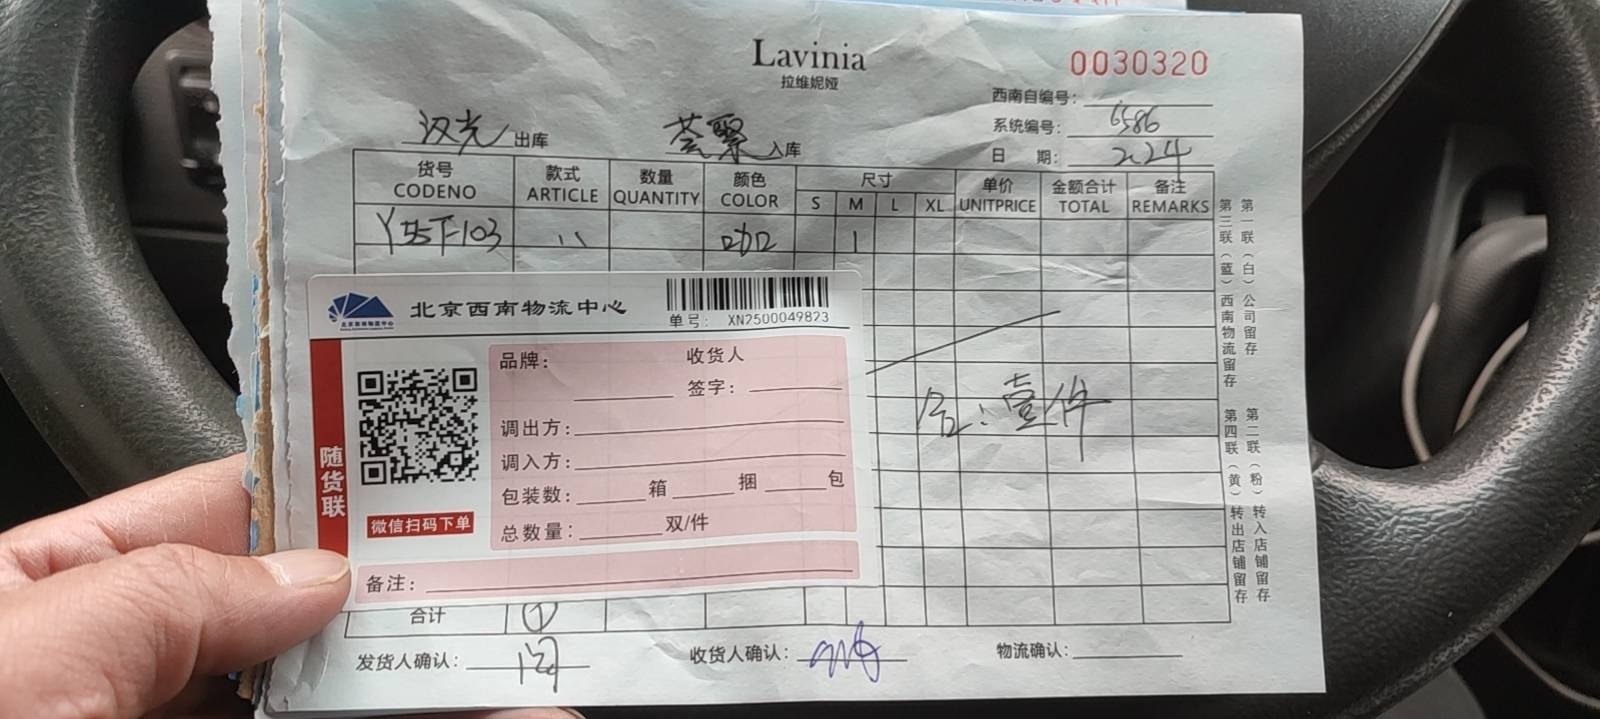 Lavinia
拉维妮娅
0030320
西南自编号:
系统编号: 6586
日 期: 2.24
汉光 出库 荟聚 入库
货号 款式 数量 颜色 尺寸 单价 金额合计 备注
CODENO ARTICLE QUANTITY COLOR S M L XL UNITPRICE TOTAL REMARKS
咖 1
北京西南物流中心
单号: XN2500049823
品牌: 收货人
签字:
调出方:
调入方:
包装数: 箱 捆 包
总数量: 双/件
备注:
随货联
微信扫码下单
合:壹件
合计 ①
发货人确认: 收货人确认: 物流确认:
第一联(白)公司留存
第三联(蓝)西南物流留存
第二联(粉)转入店铺留存
第四联(黄)转出店铺留存